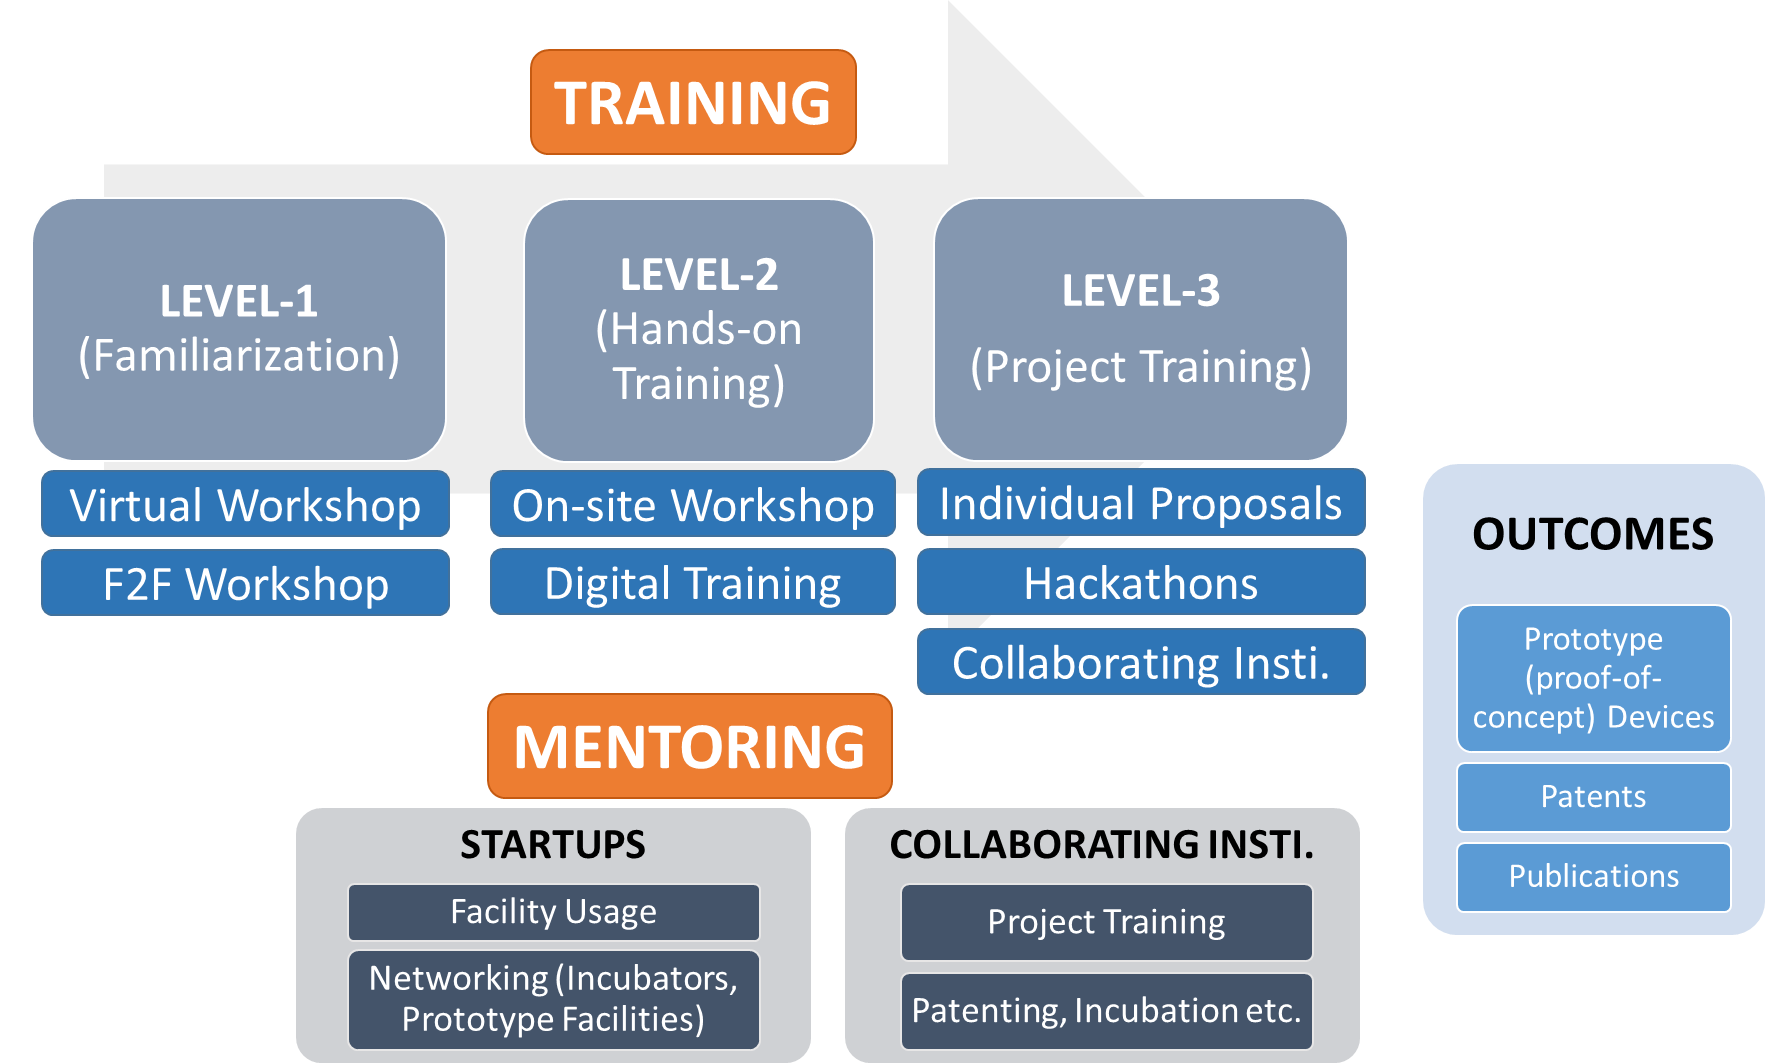 TRAINING
LEVEL-1
(Familiarization)
Virtual Workshop
F2F Workshop
LEVEL-2
(Hands-on
Training)
On-site Workshop
Digital Training
LEVEL-3
(Project Training)
Individual Proposals
Hackathons
Collaborating Insti.
MENTORING
STARTUPS
Facility Usage
Networking (Incubators,
Prototype Facilities)
COLLABORATING INSTI.
Project Training
Patenting, Incubation etc.
OUTCOMES
Prototype
(proof-of-
concept) Devices
Patents
Publications